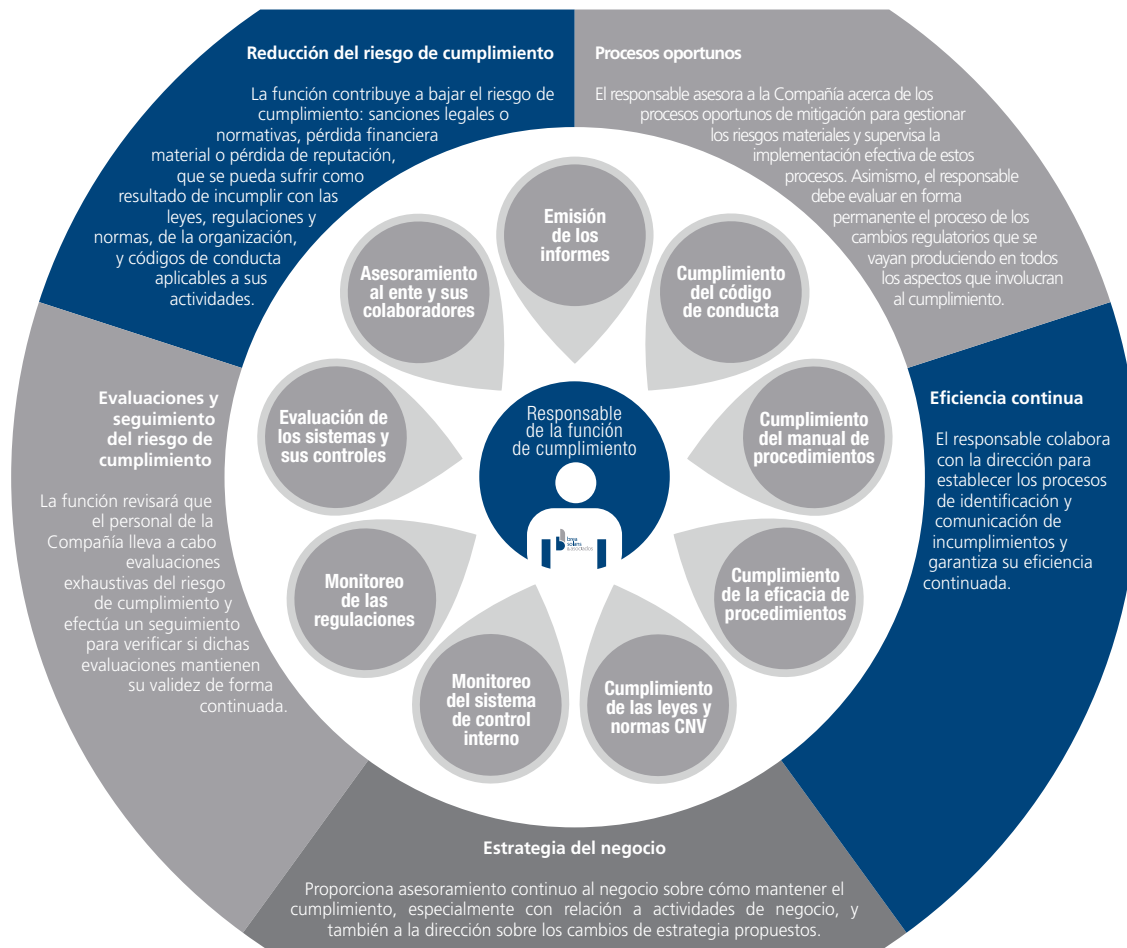 Reducción del riesgo de cumplimiento
La función contribuye a bajar el riesgo de
cumplimiento: sanciones legales o
normativas, pérdida financiera
material o pérdida de reputación,
que se pueda sufrir como
resultado de incumplir con las
leyes, regulaciones y
normas, de la organización,
y códigos de conducta
aplicables a sus
actividades.
Procesos oportunos
El responsable asesora a la Compañía acerca de los
procesos oportunos de mitigación para gestionar
los riesgos materiales y supervisa la
implementación efectiva de estos
procesos. Asimismo, el responsable
debe evaluar en forma
permanente el proceso de los
cambios regulatorios que se
vayan produciendo en todos
los aspectos que involucran
al cumplimiento.
Eficiencia continua
El responsable colabora
con la dirección para
establecer los procesos
de identificación y
comunicación de
incumplimientos y
garantiza su eficiencia
continuada.
Estrategia del negocio
Proporciona asesoramiento continuo al negocio sobre cómo mantener el
cumplimiento, especialmente con relación a actividades de negocio, y
también a la dirección sobre los cambios de estrategia propuestos.
Evaluaciones y
seguimiento
del riesgo de
cumplimiento
La función revisará que
el personal de la
Compañía lleva a cabo
evaluaciones
exhaustivas del riesgo
de cumplimiento y
efectúa un seguimiento
para verificar si dichas
evaluaciones mantienen
su validez de forma
continuada.
Emisión
de los
informes
Cumplimiento
del código
de conducta
Cumplimiento
del manual de
procedimientos
Cumplimiento
de la eficacia de
procedimientos
Cumplimiento
de las leyes y
normas CNV
Monitoreo
del sistema
de control
interno
Monitoreo
de las
regulaciones
Evaluación de
los sistemas y
sus controles
Asesoramiento
al ente y sus
colaboradores
Responsable
de la función
de cumplimiento